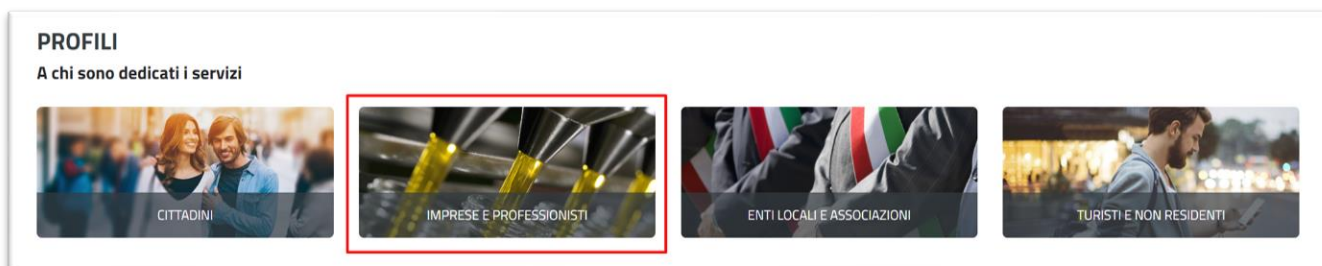 PROFILI
A chi sono dedicati i servizi
CITTADINI
IMPRESE E PROFESSIONISTI
ENTI LOCALI E ASSOCIAZIONI
TURISTI E NON RESIDENTI